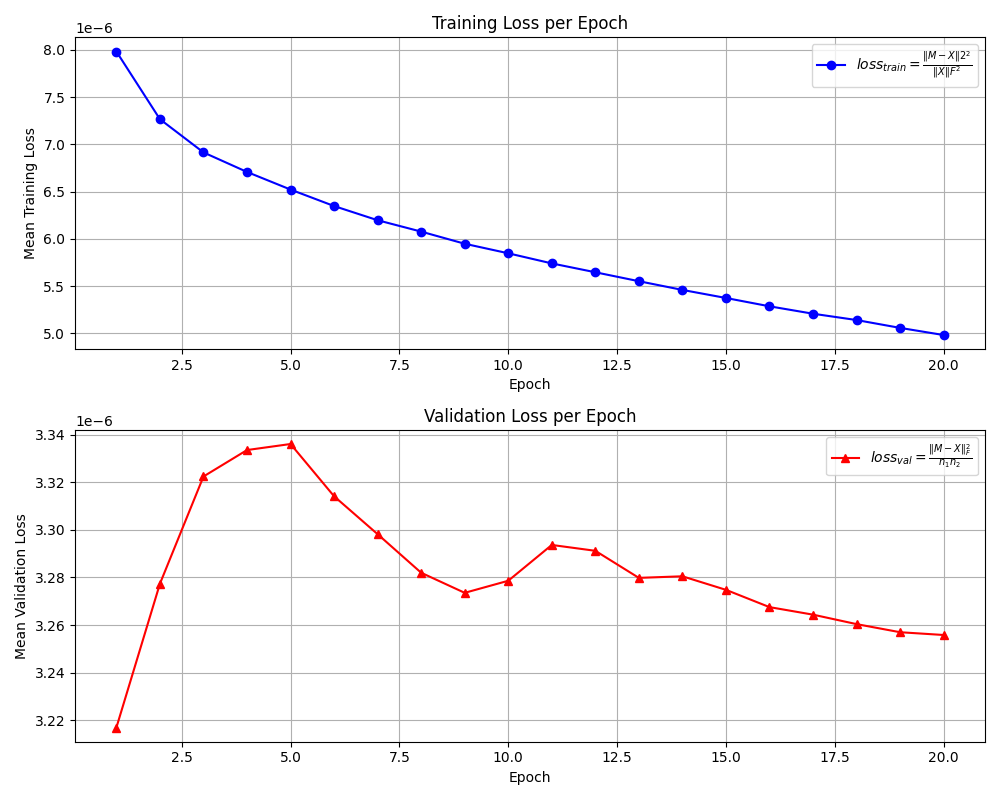 Training Loss per Epoch
1e−6
8.0
7.5
7.0
6.5
6.0
5.5
5.0
Mean Training Loss
loss_train = ‖M − X‖2² / ‖X‖F²
2.5 5.0 7.5 10.0 12.5 15.0 17.5 20.0
Epoch
Validation Loss per Epoch
1e−6
3.34
3.32
3.30
3.28
3.26
3.24
3.22
Mean Validation Loss
loss_val = ‖M − X‖_F² / n₁n₂
2.5 5.0 7.5 10.0 12.5 15.0 17.5 20.0
Epoch